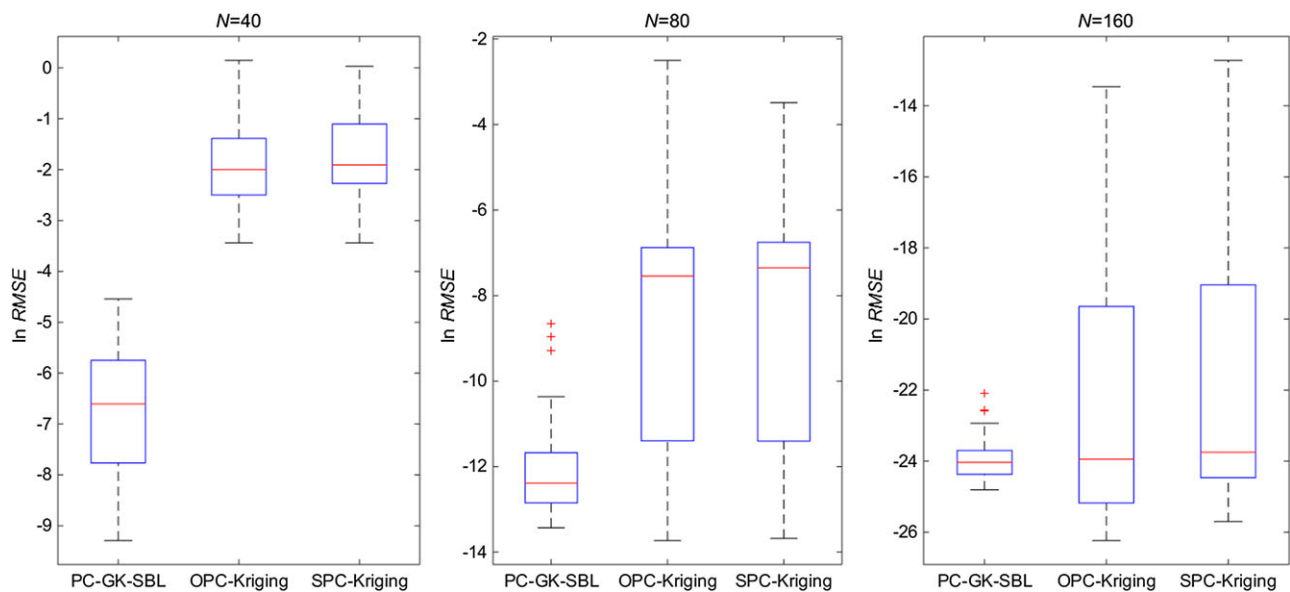 N=40
ln RMSE
0
-1
-2
-3
-4
-5
-6
-7
-8
-9
PC-GK-SBL OPC-Kriging SPC-Kriging
N=80
ln RMSE
-2
-4
-6
-8
-10
-12
-14
PC-GK-SBL OPC-Kriging SPC-Kriging
N=160
ln RMSE
-14
-16
-18
-20
-22
-24
-26
PC-GK-SBL OPC-Kriging SPC-Kriging